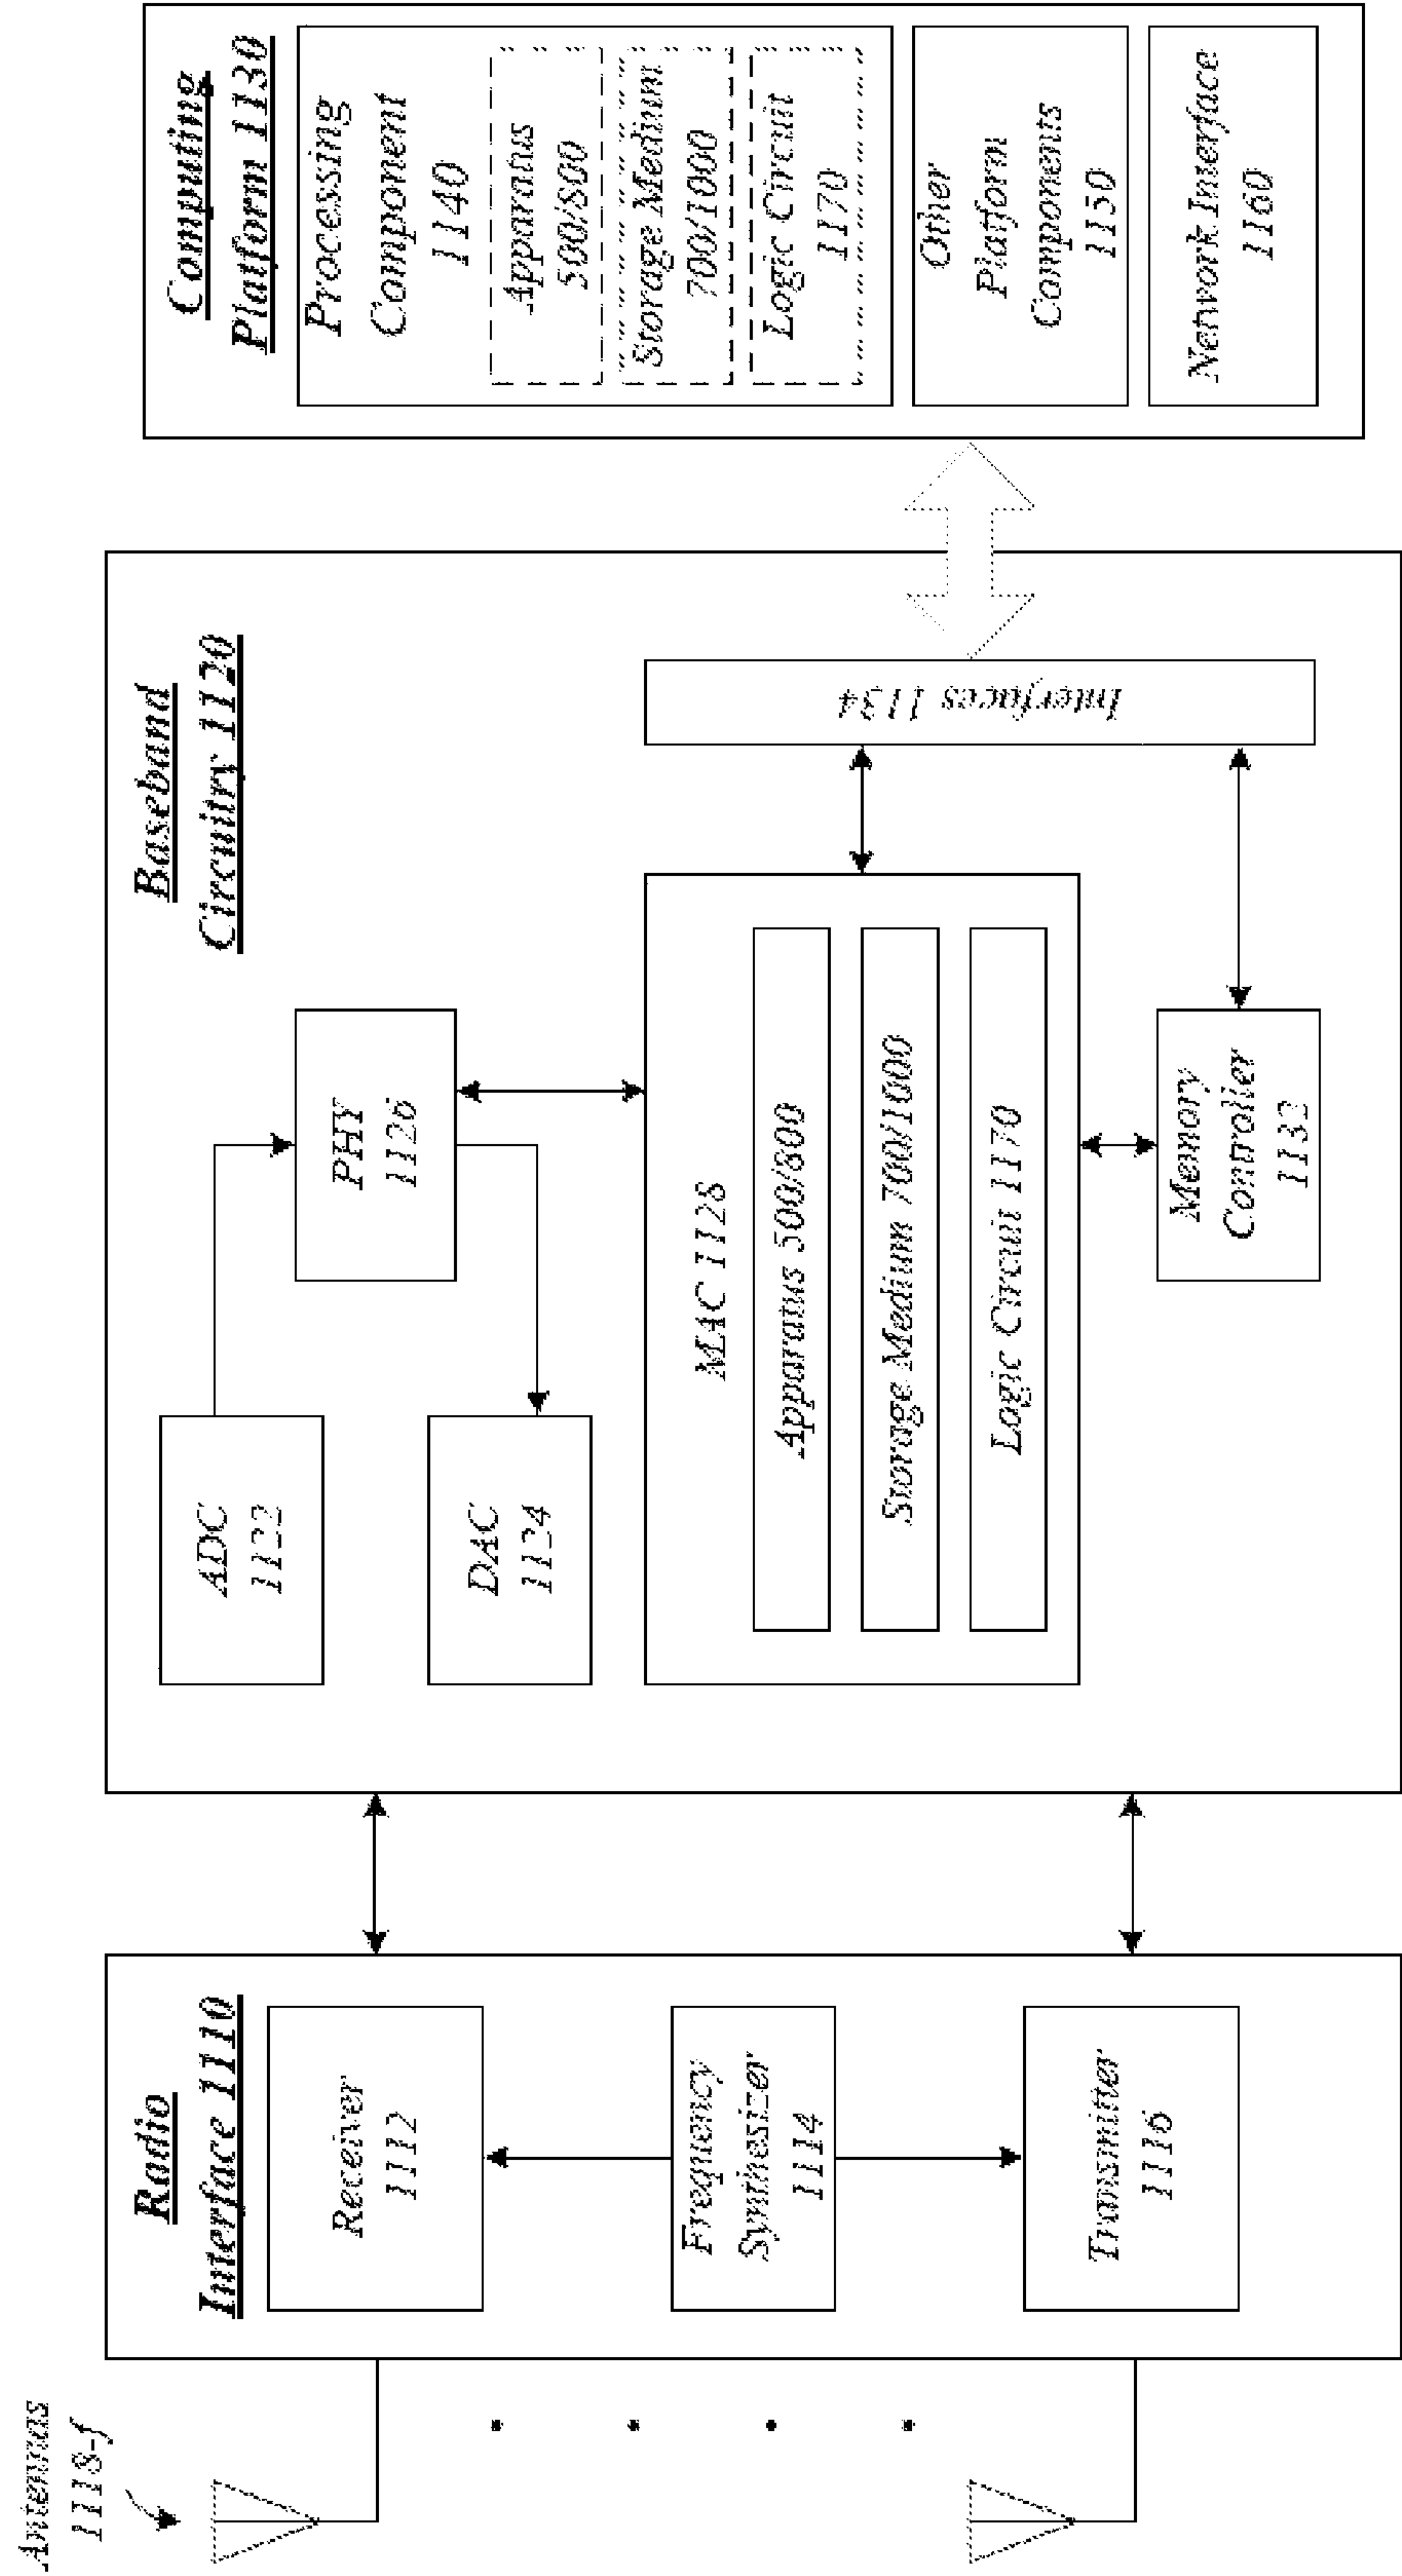 Antennas
1118-f
Radio
Interface 1110
Receiver
1112
Frequency
Synthesizer
1114
Transmitter
1116
Baseband
Circuitry 1120
ADC
1122
DAC
1124
PHY
1126
MAC 1128
Apparatus 500/800
Storage Medium 700/1000
Logic Circuit 1170
Memory
Controller
1132
Interfaces 1134
Computing
Platform 1130
Processing
Component
1140
Apparatus
500/800
Storage Medium
700/1000
Logic Circuit
1170
Other
Platform
Components
1150
Network Interface
1160